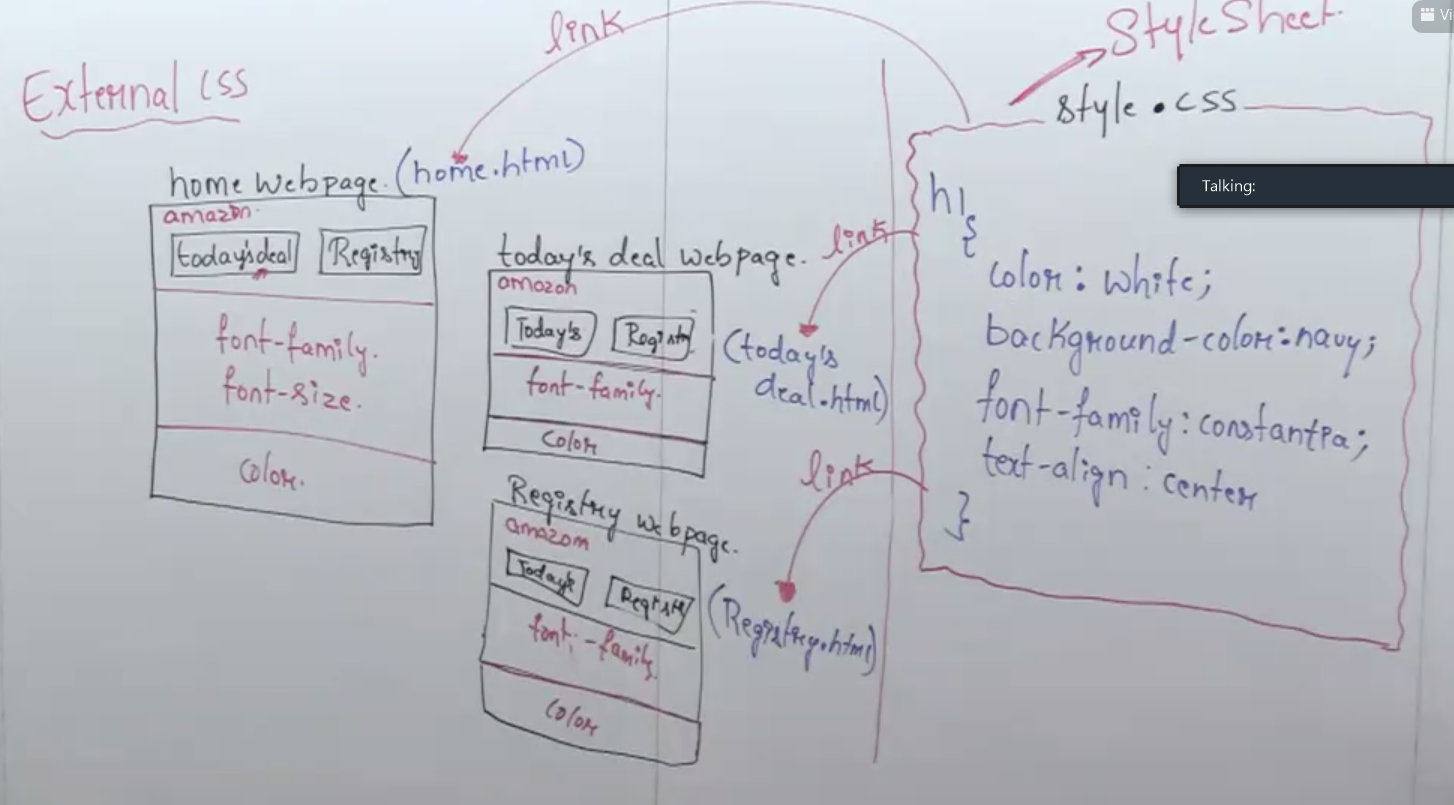 link
StyleSheet.
Vi
External CSS
style.css
home webpage. (home.html)
amazon.
today's deal
Registry
font-family.
font-size.
Color.
today's deal webpage.
amazon
Today's
Registry
font-family.
Color
link
(today's
deal.html)
Registry webpage.
amazon
Today's
Registry
font-family.
Color
link
(Registry.html)
Talking:
h1
{
color: white;
background-color:navy;
font-family:constantia;
text-align:center
}